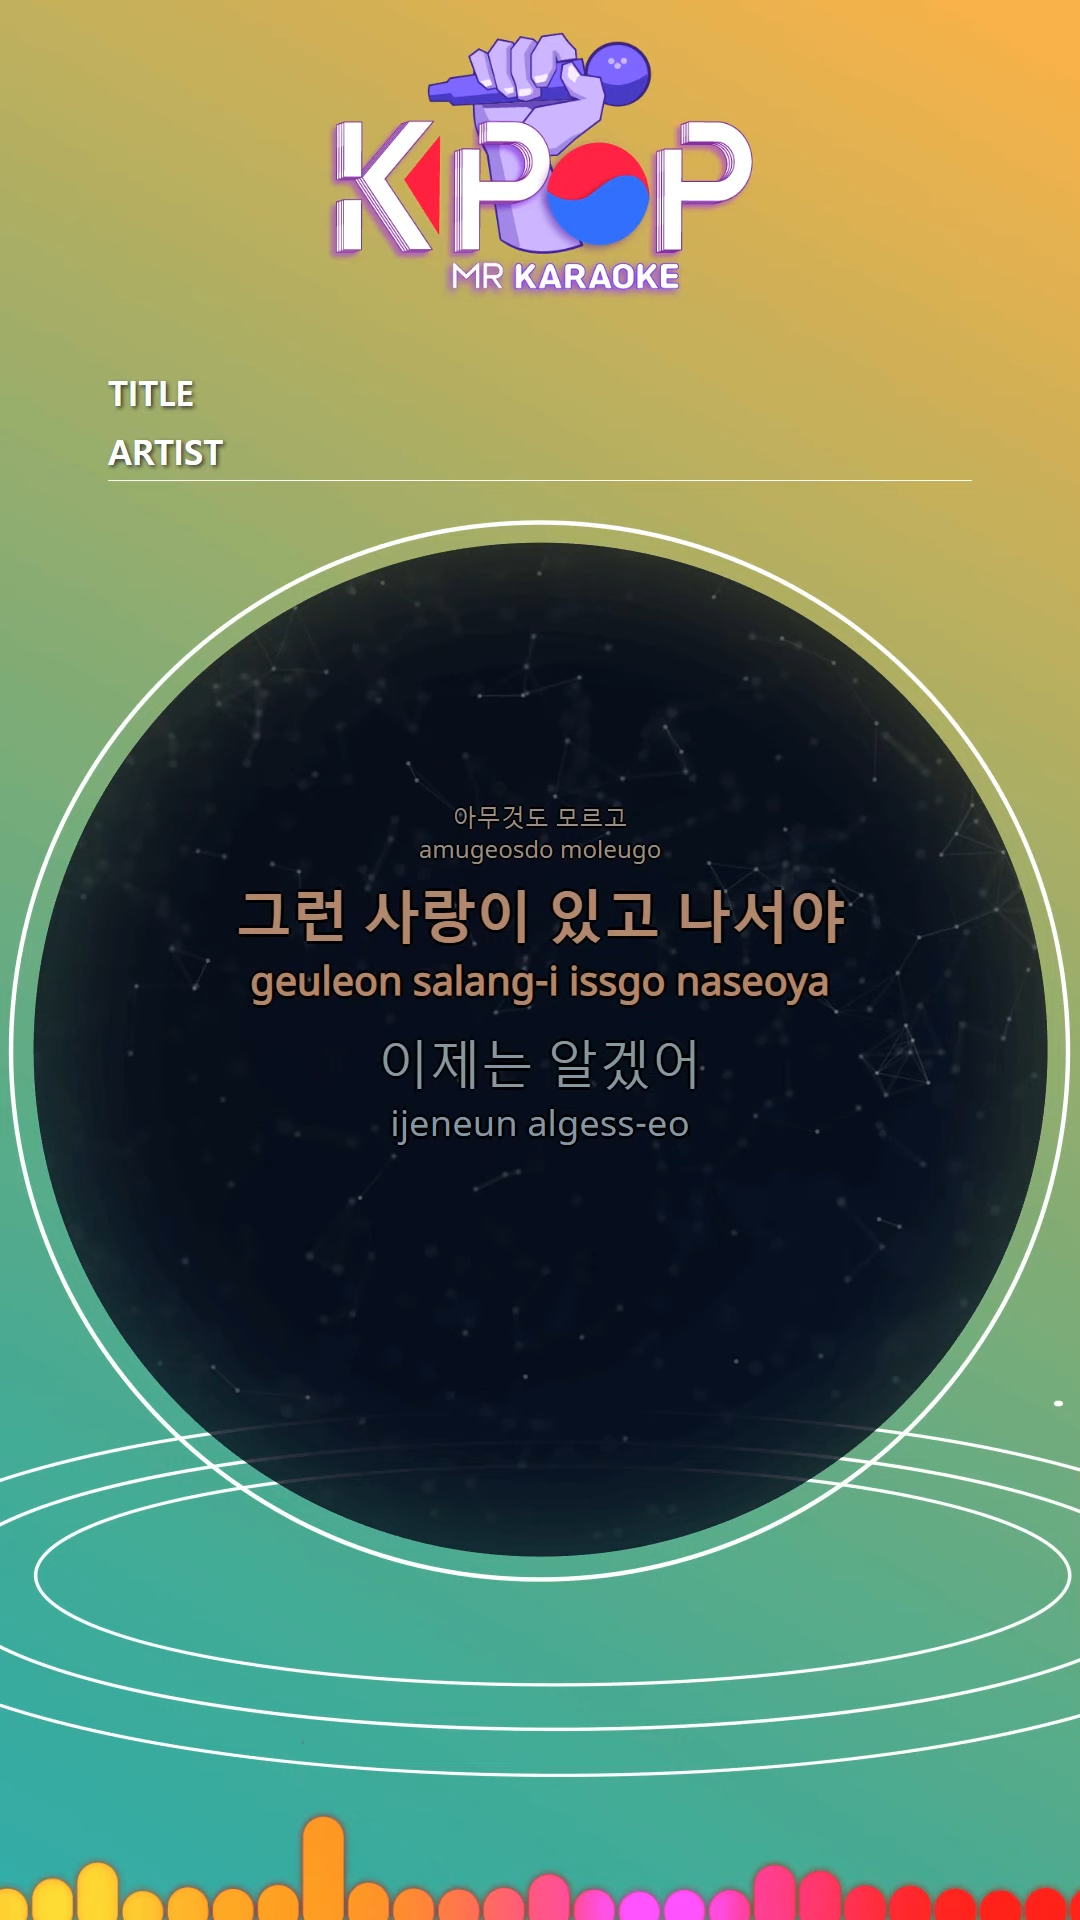 KPOP
MR KARAOKE
TITLE
ARTIST
아무것도 모르고
amugeosdo moleugo
그런 사랑이 있고 나서야
geuleon salang-i issgo naseoya
이제는 알겠어
ijeneun algess-eo